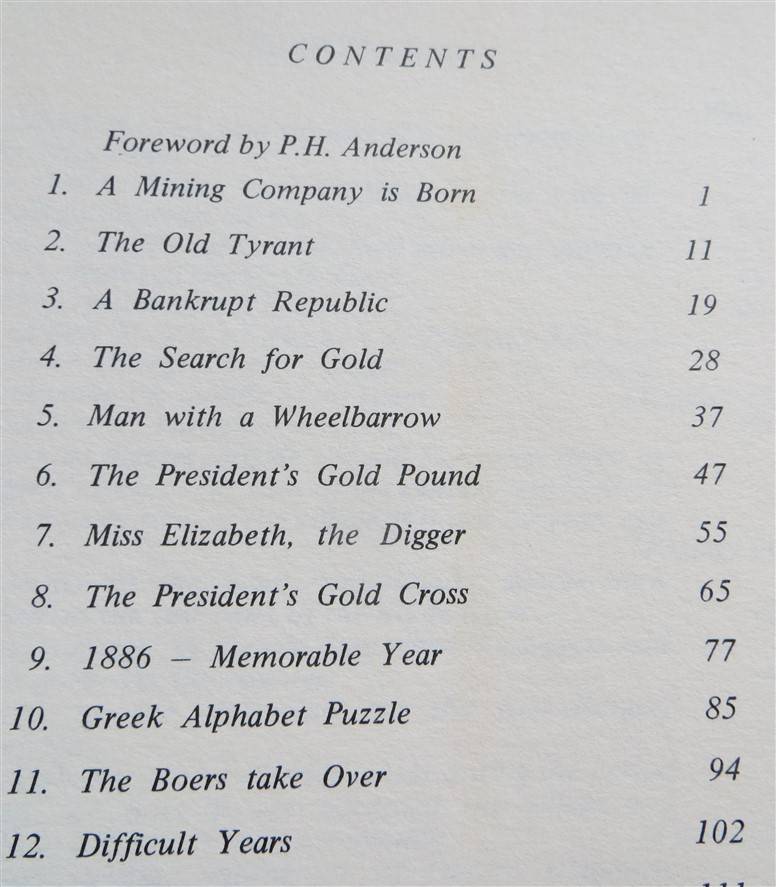 CONTENTS
Foreword by P.H. Anderson
1. A Mining Company is Born 1
2. The Old Tyrant 11
3. A Bankrupt Republic 19
4. The Search for Gold 28
5. Man with a Wheelbarrow 37
6. The President's Gold Pound 47
7. Miss Elizabeth, the Digger 55
8. The President's Gold Cross 65
9. 1886 – Memorable Year 77
10. Greek Alphabet Puzzle 85
11. The Boers take Over 94
12. Difficult Years 102